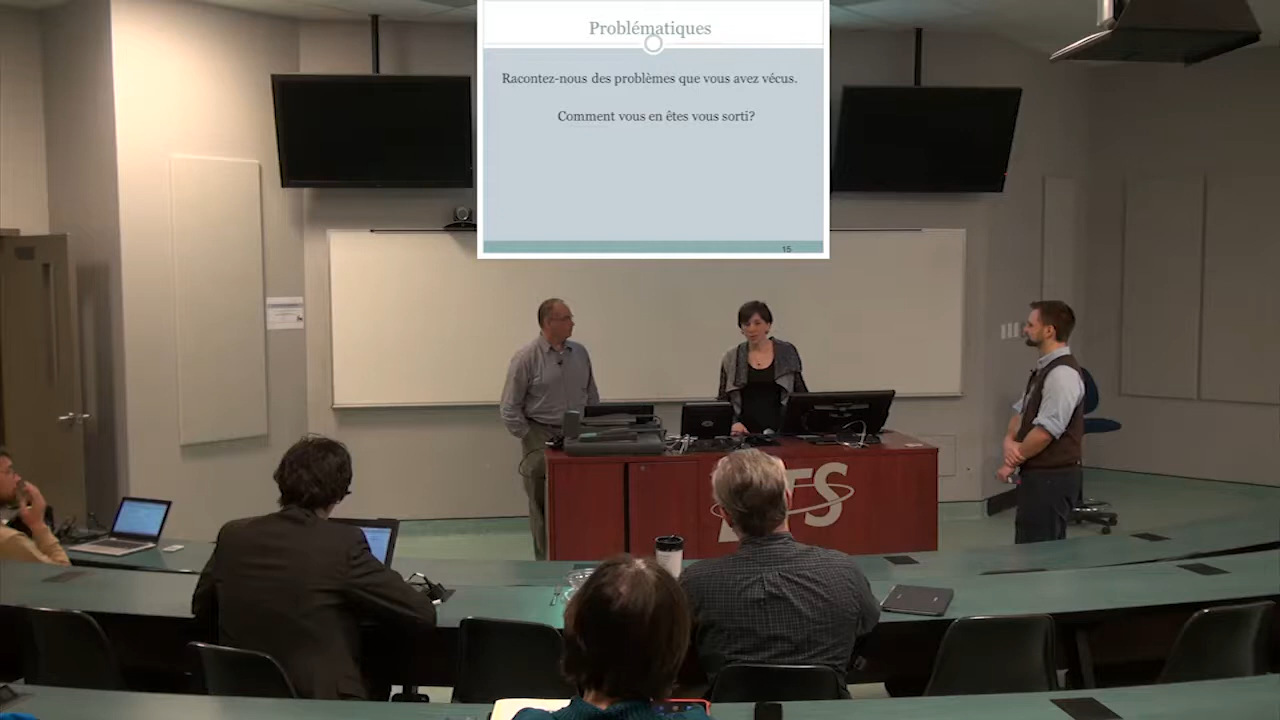 Problématiques
Racontez-nous des problèmes que vous avez vécus.
Comment vous en êtes vous sorti?
15